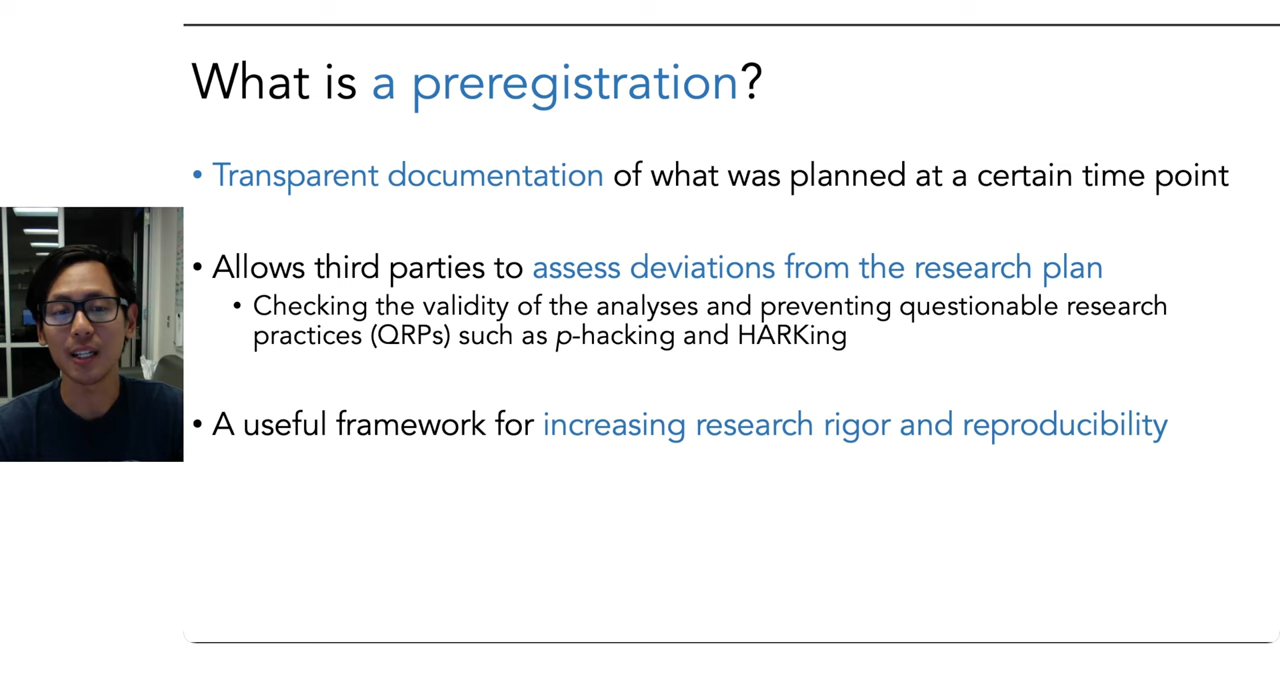 What is a preregistration?
• Transparent documentation of what was planned at a certain time point
• Allows third parties to assess deviations from the research plan
• Checking the validity of the analyses and preventing questionable research
practices (QRPs) such as p-hacking and HARKing
• A useful framework for increasing research rigor and reproducibility